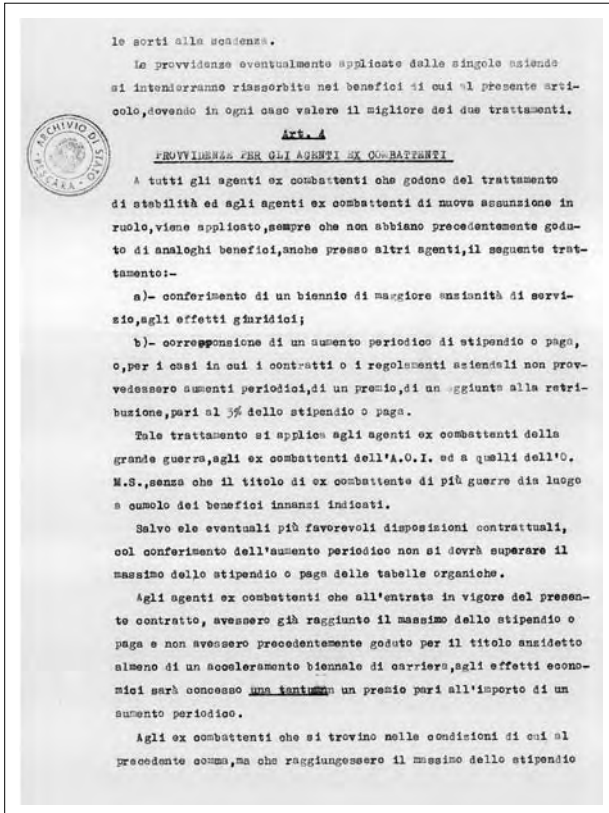 le sorti alla scadenza.
Le provvidenze eventualmente applicate dalle singole aziende
si intenderranno riassorbite nei benefici di cui al presente arti-
colo,dovendo in ogni caso valere il migliore dei due trattamenti.
Art. 4
PROVVIDENZE PER GLI AGENTI EX COMBATTENTI
ARCHIVIO DI STATO
PESCARA
A tutti gli agenti ex combattenti che godono del trattamento
di stabilità ed agli agenti ex combattenti di nuova assunzione in
ruolo,viene applicato,sempre che non abbiano precedentemente godu-
to di analoghi benefici,anche presso altri agenti,il seguente trat-
tamento:-
a)- conferimento di un biennio di maggiore anzianità di servi-
zio,agli effetti giuridici;
b)- corresponsione di un aumento periodico di stipendio o paga,
o,per i casi in cui i contratti o i regolamenti aziendali non prov-
vedessero aumenti periodici,di un premio,di un aggiunta alla retri-
buzione,pari al 3% dello stipendio o paga.
Tale trattamento si applica agli agenti ex combattenti della
grande guerra,agli ex combattenti dell'A.O.I. ed a quelli dell'O.
M.S.,senza che il titolo di ex combattente di più guerre dia luogo
a cumolo dei benefici innanzi indicati.
Salvo ele eventuali più favorevoli disposizioni contrattuali,
col conferimento dell'aumento periodico non si dovrà superare il
massimo dello stipendio o paga delle tabelle organiche.
Agli agenti ex combattenti che all'entrata in vigore del presen-
te contratto, avessero già raggiunto il massimo dello stipendio o
paga e non avessero precedentemente goduto per il titolo anzidetto
almeno di un acceleramento biennale di carriera,agli effetti econo-
mici sarà concesso una tantumm un premio pari all'importo di un
aumento periodico.
Agli ex combattenti che si trovino nelle condizioni di cui al
precedente comma,ma che raggiungessero il massimo dello stipendio